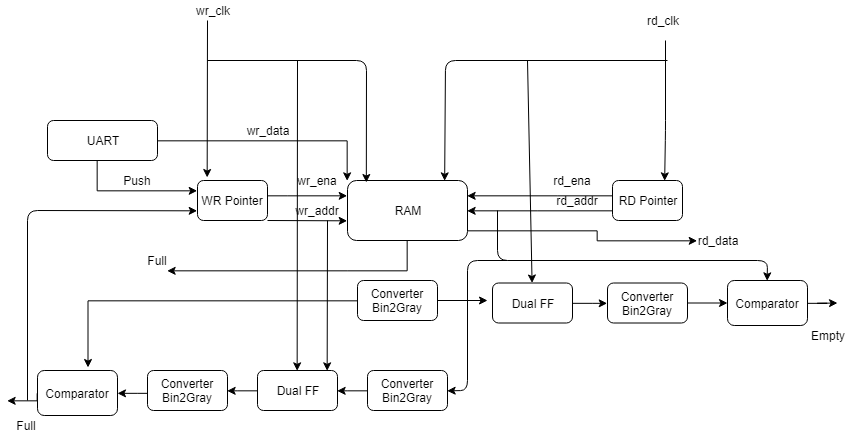 wr_clk
rd_clk
UART
wr_data
Push
wr_ena
rd_ena
WR Pointer
wr_addr
RAM
rd_addr
RD Pointer
rd_data
Full
Converter
Bin2Gray
Dual FF
Converter
Bin2Gray
Comparator
Empty
Comparator
Converter
Bin2Gray
Dual FF
Converter
Bin2Gray
Full